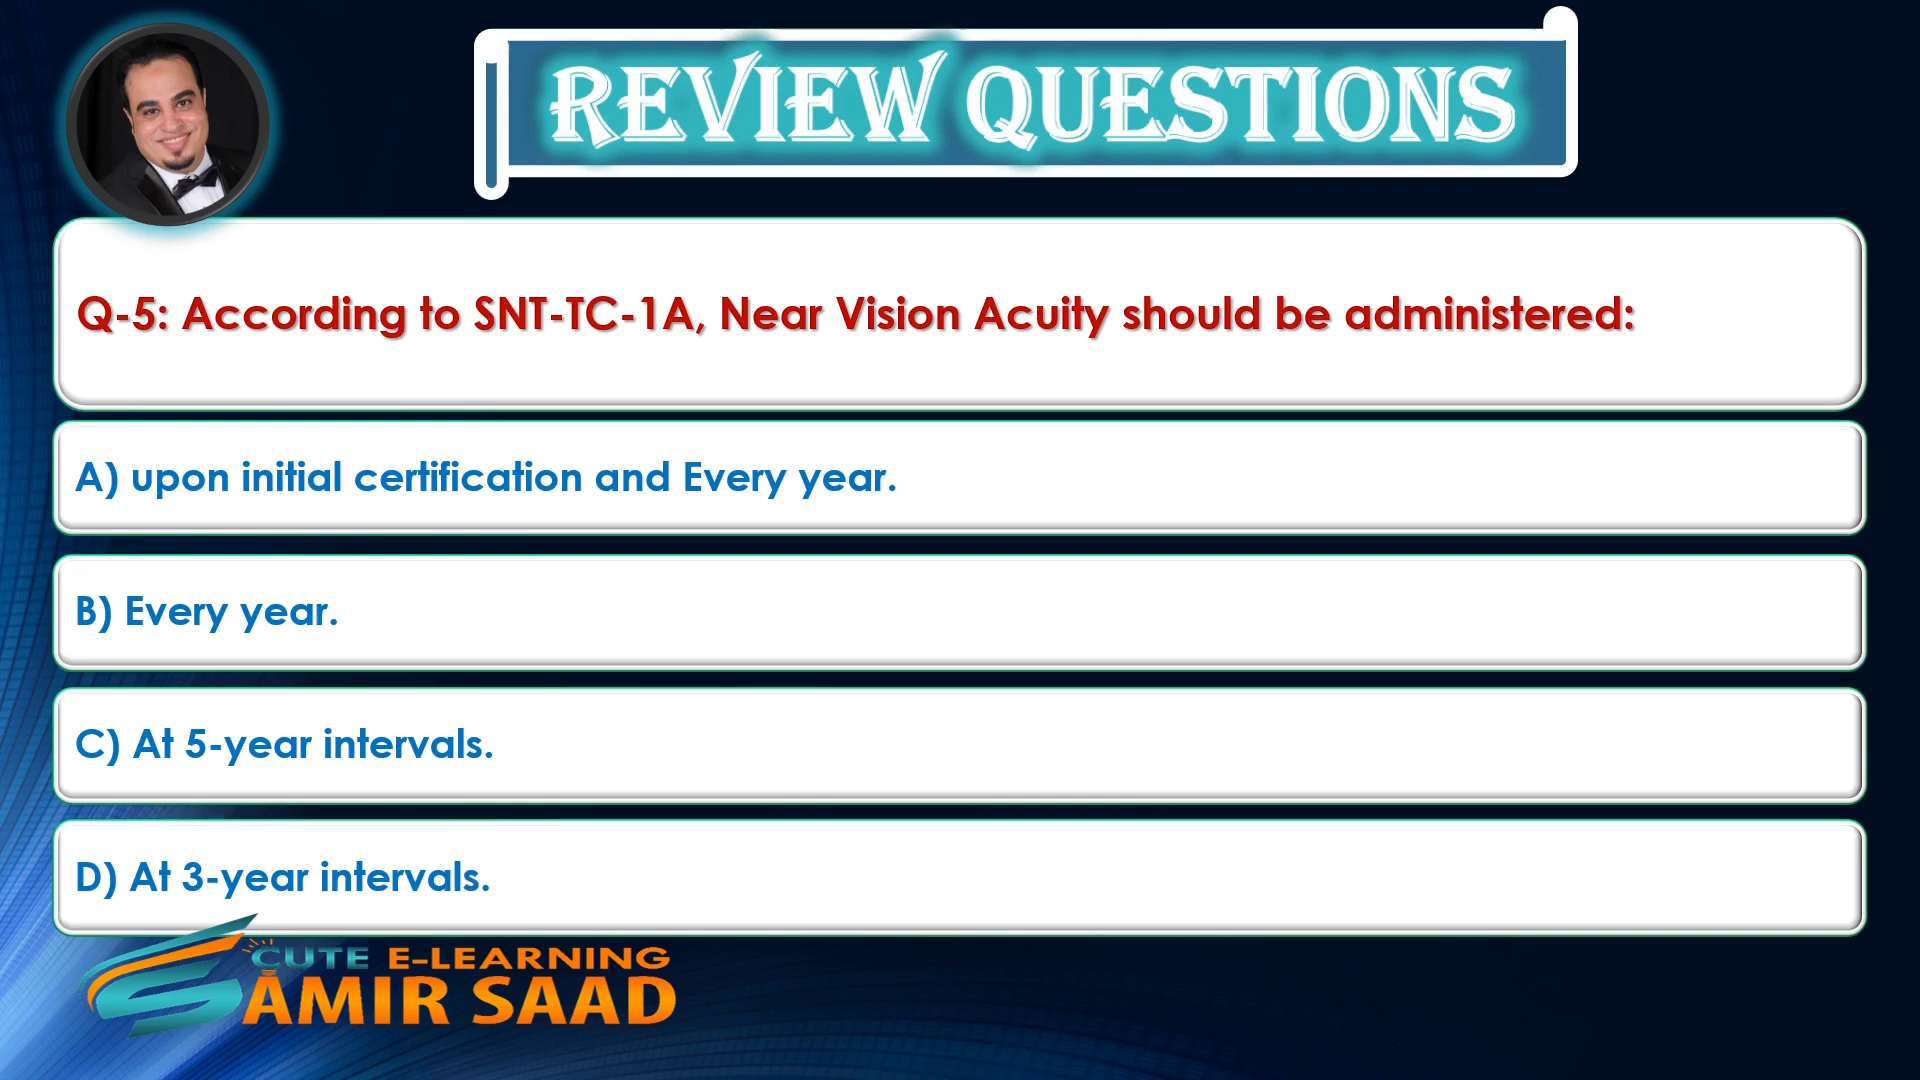 REVIEW QUESTIONS
Q-5: According to SNT-TC-1A, Near Vision Acuity should be administered:
A) upon initial certification and Every year.
B) Every year.
C) At 5-year intervals.
D) At 3-year intervals.
CUTE E-LEARNING
AMIR SAAD